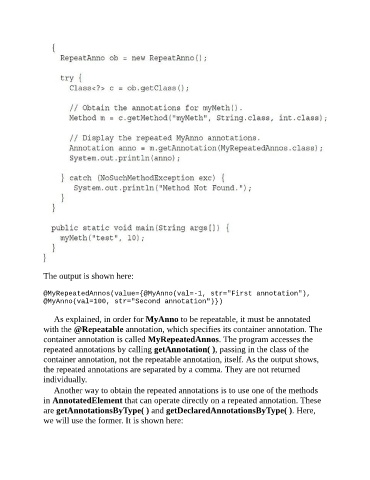 {
RepeatAnno ob = new RepeatAnno();
try {
Class<?> c = ob.getClass();
// Obtain the annotations for myMeth().
Method m = c.getMethod("myMeth", String.class, int.class);
// Display the repeated MyAnno annotations.
Annotation anno = m.getAnnotation(MyRepeatedAnnos.class);
System.out.println(anno);
} catch (NoSuchMethodException exc) {
System.out.println("Method Not Found.");
}
}
public static void main(String args[]) {
myMeth("test", 10);
}
}
The output is shown here:
@MyRepeatedAnnos(value={@MyAnno(val=-1, str="First annotation"),
@MyAnno(val=100, str="Second annotation")})
As explained, in order for MyAnno to be repeatable, it must be annotated
with the @Repeatable annotation, which specifies its container annotation. The
container annotation is called MyRepeatedAnnos. The program accesses the
repeated annotations by calling getAnnotation( ), passing in the class of the
container annotation, not the repeatable annotation, itself. As the output shows,
the repeated annotations are separated by a comma. They are not returned
individually.
Another way to obtain the repeated annotations is to use one of the methods
in AnnotatedElement that can operate directly on a repeated annotation. These
are getAnnotationsByType( ) and getDeclaredAnnotationsByType( ). Here,
we will use the former. It is shown here: